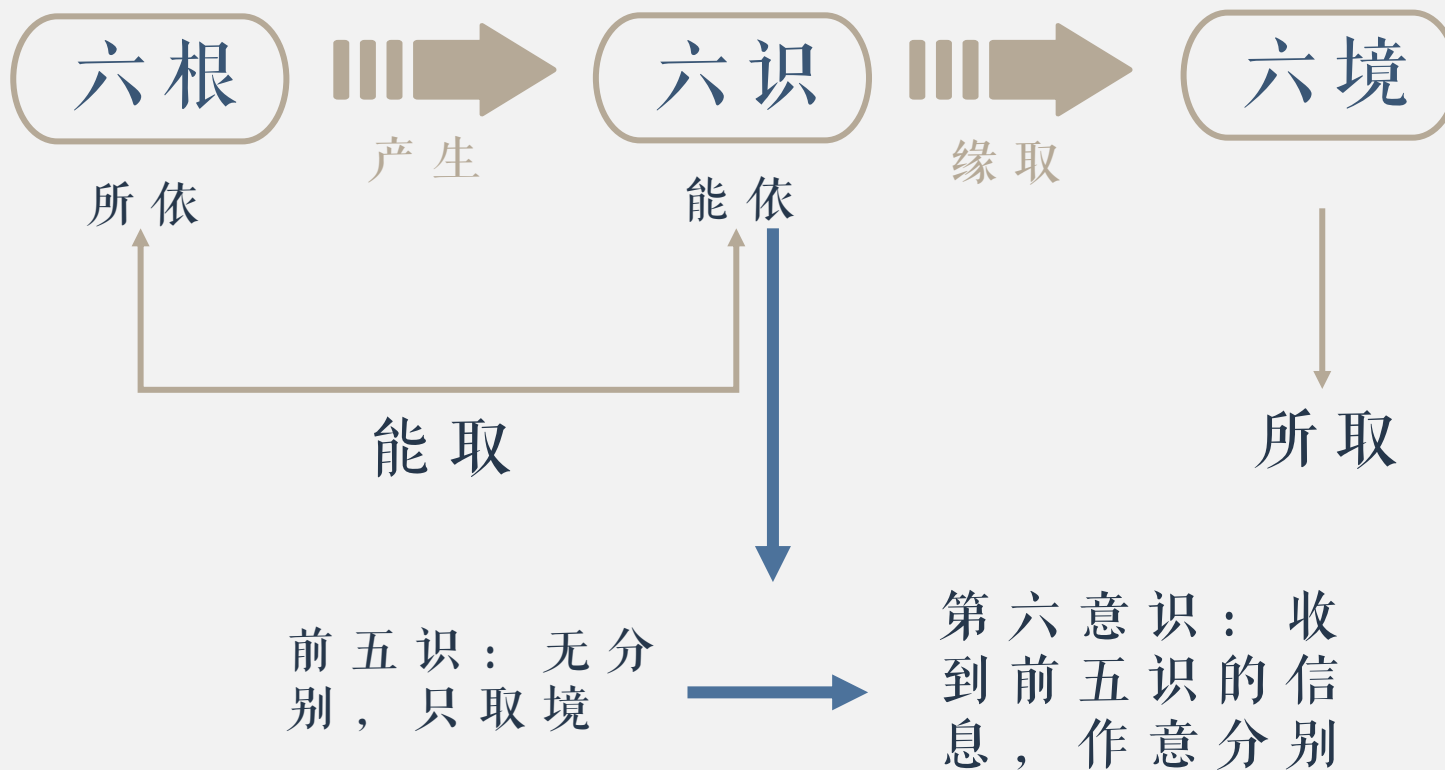 六根
六识
六境
产生
缘取
所依
能依
能取
所取
前五识：无分
别，只取境
第六意识：收
到前五识的信
息，作意分别